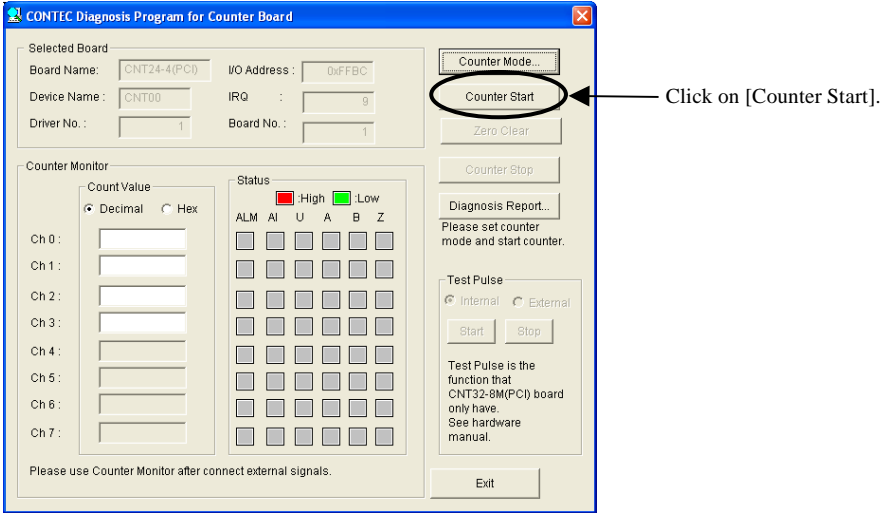 CONTEC Diagnosis Program for Counter Board
Selected Board
Board Name: CNT24-4(PCI) I/O Address : 0xFFBC
Device Name : CNT00 IRQ : 9
Driver No. : 1 Board No. : 1
Counter Mode...
Counter Start
Click on [Counter Start].
Zero Clear
Counter Stop
Diagnosis Report...
Please set counter
mode and start counter.
Counter Monitor
Count Value
Decimal Hex
Status
:High :Low
ALM AI U A B Z
Ch 0 :
Ch 1 :
Ch 2 :
Ch 3 :
Ch 4 :
Ch 5 :
Ch 6 :
Ch 7 :
Please use Counter Monitor after connect external signals.
Test Pulse
Internal External
Start Stop
Test Pulse is the
function that
CNT32-8M(PCI) board
only have.
See hardware
manual.
Exit